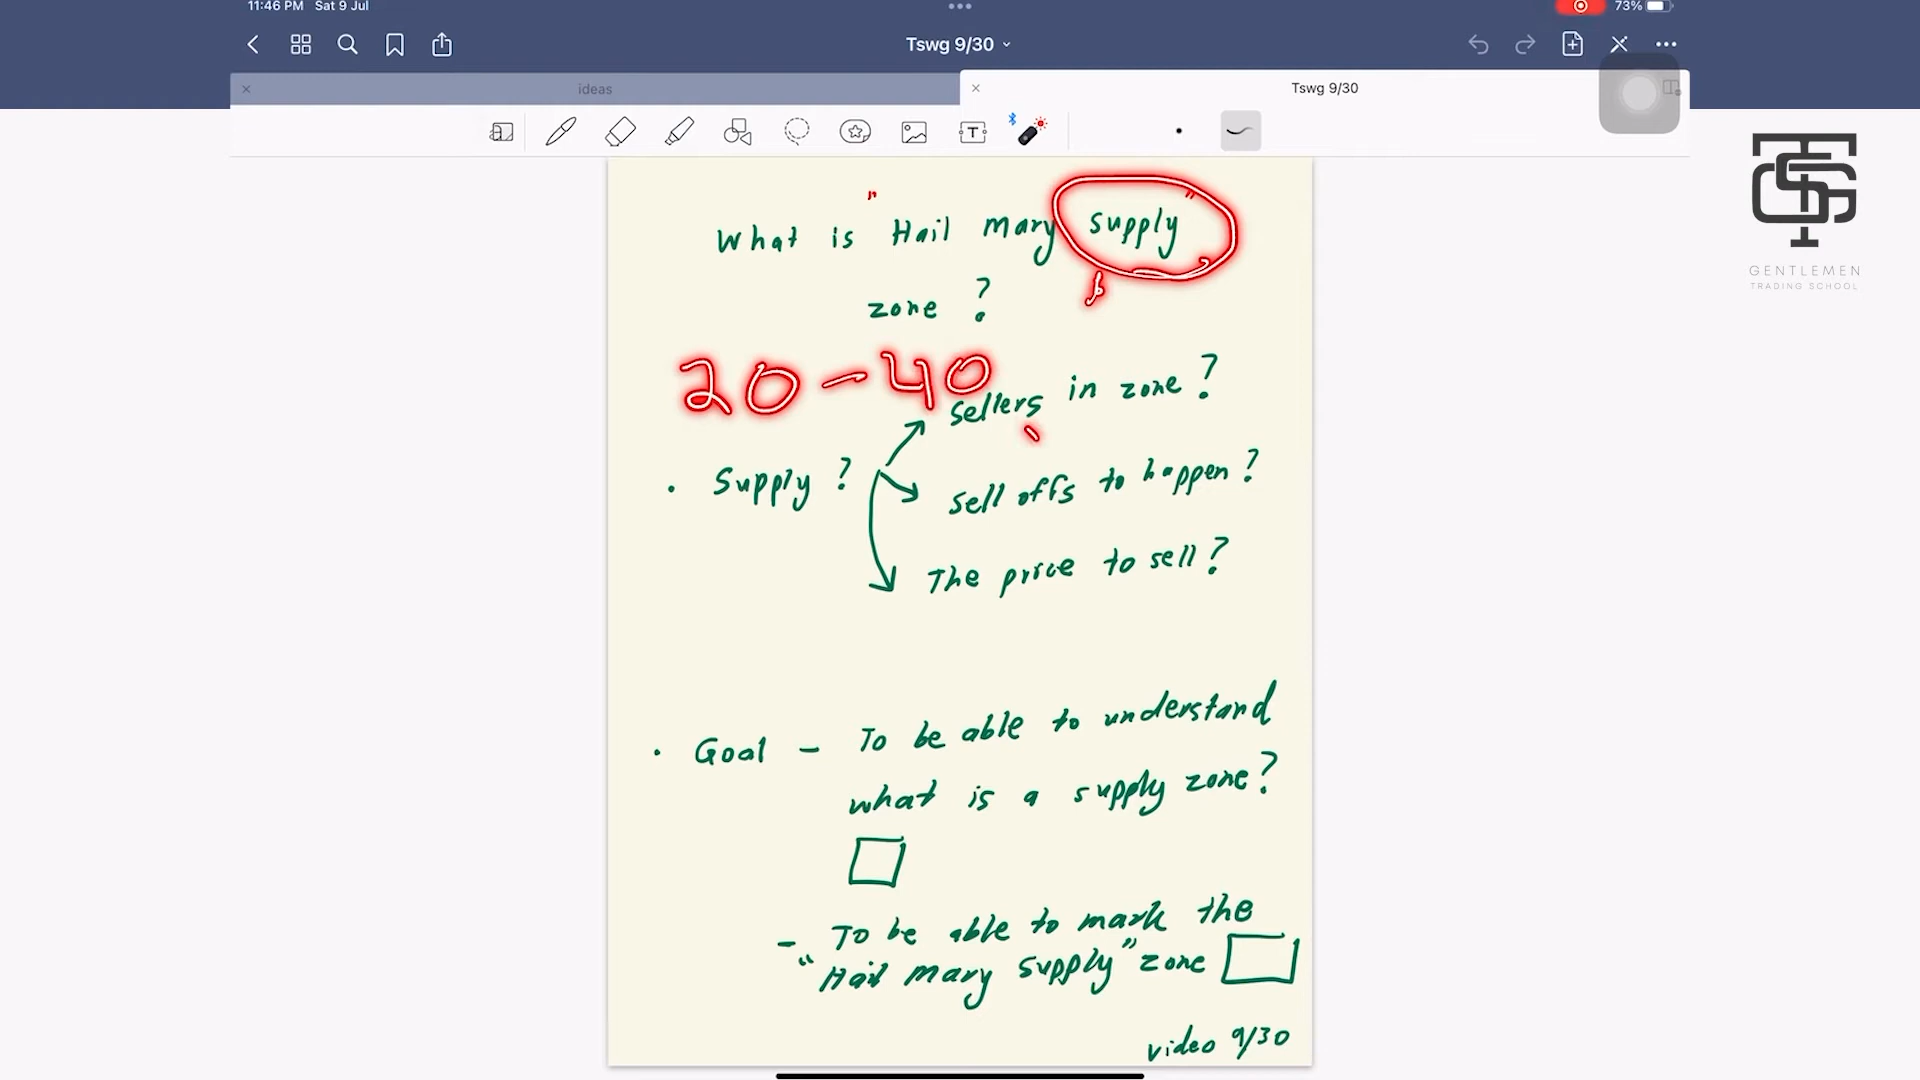 11:46 PM Sat 9 Jul
73%
Tswg 9/30
ideas
Tswg 9/30
T
GENTLEMEN
TRADING SCHOOL
What is "Hail mary supply"
zone ?
20-40
Sellers in zone?
• Supply ?
Sell offs to happen?
The price to sell?
• Goal - To be able to understand
what is a supply zone?
- To be able to mark the
"Hail mary supply" zone
video 9/30